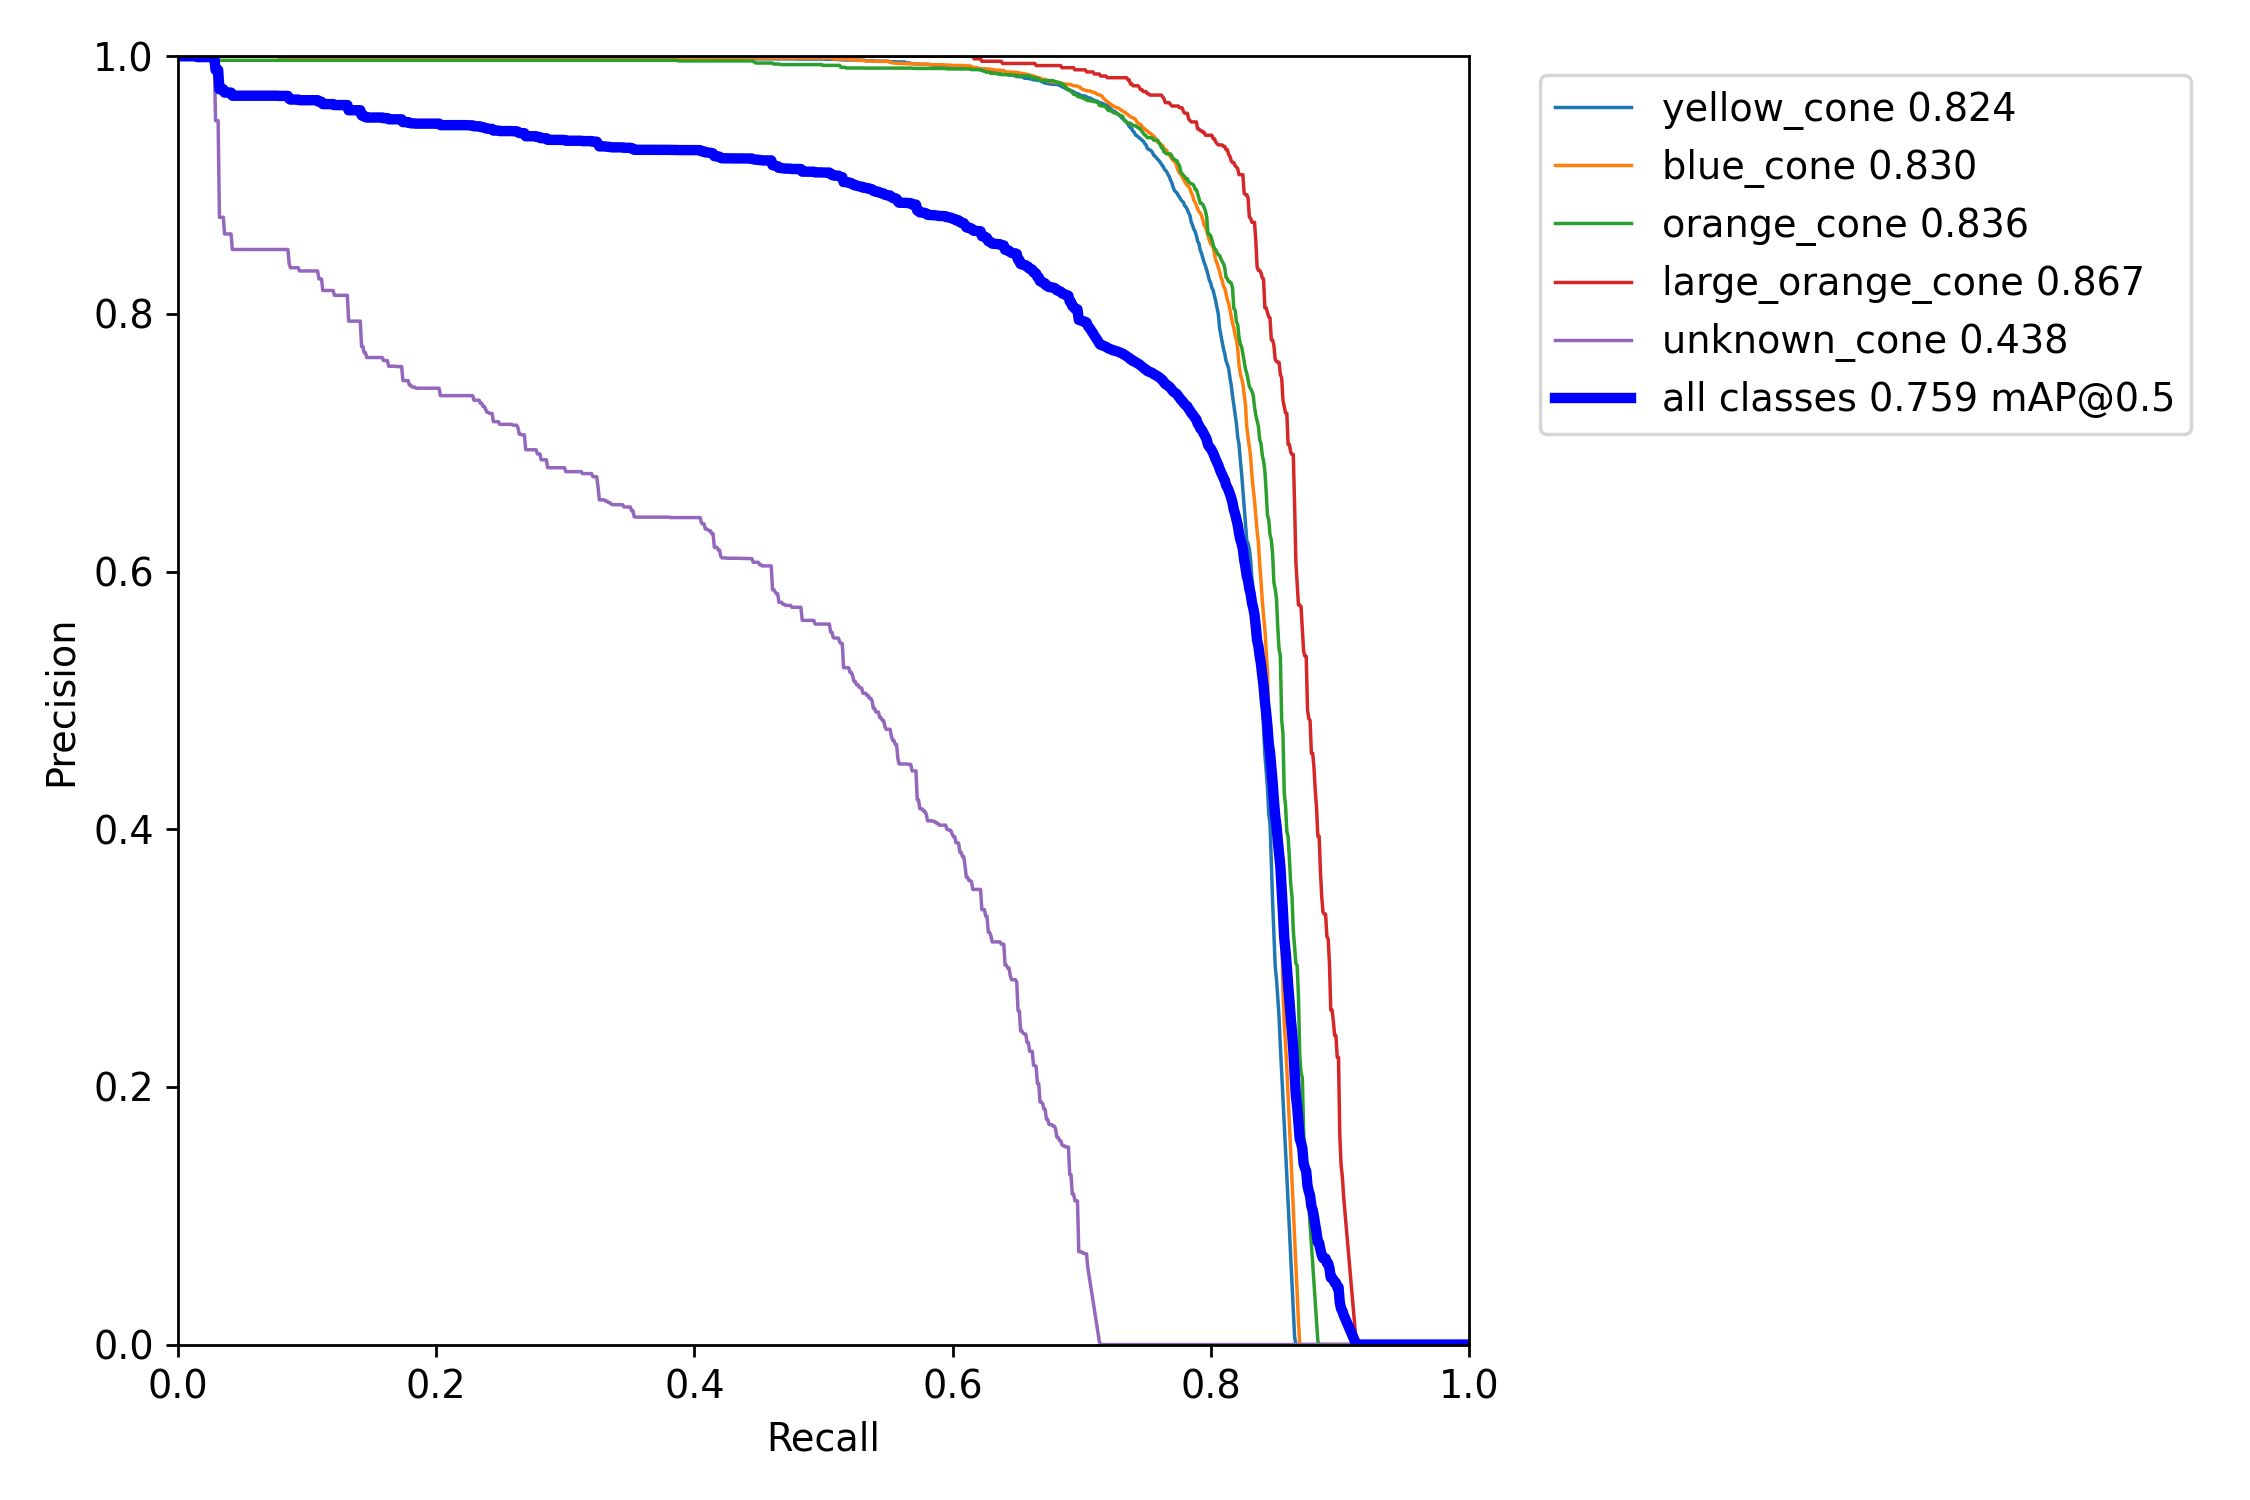 1.0
0.8
0.6
0.4
0.2
0.0
Precision
0.0 0.2 0.4 0.6 0.8 1.0
Recall
yellow_cone 0.824
blue_cone 0.830
orange_cone 0.836
large_orange_cone 0.867
unknown_cone 0.438
all classes 0.759 mAP@0.5